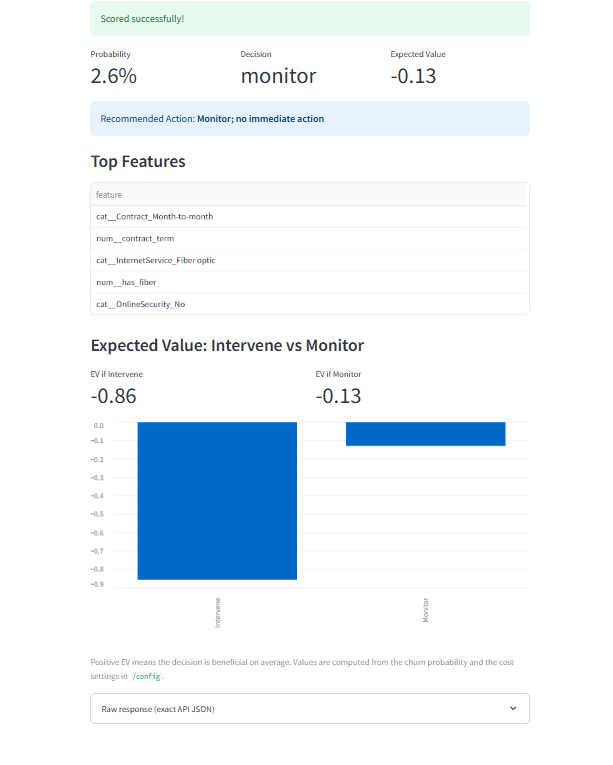 Scored successfully!
Probability Decision Expected Value
2.6% monitor -0.13
Recommended Action: Monitor; no immediate action
Top Features
feature
cat__Contract_Month-to-month
num__contract_term
cat__InternetService_Fiber optic
num__has_fiber
cat__OnlineSecurity_No
Expected Value: Intervene vs Monitor
EV if Intervene EV if Monitor
-0.86 -0.13
0.0
−0.1
−0.2
−0.3
−0.4
−0.5
−0.6
−0.7
−0.8
−0.9
Intervene Monitor
Positive EV means the decision is beneficial on average. Values are computed from the churn probability and the cost
settings in /config .
Raw response (exact API JSON)